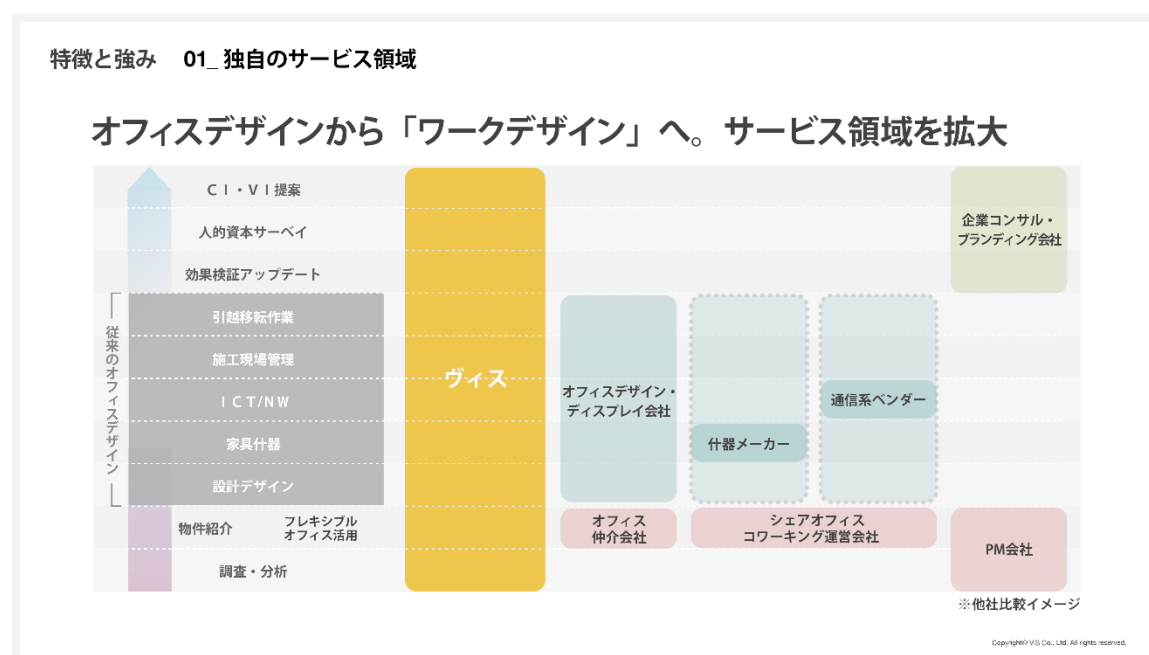 特徴と強み 01_ 独自のサービス領域
オフィスデザインから「ワークデザイン」へ。サービス領域を拡大
CI・VI提案
人的資本サーベイ
効果検証アップデート
従来のオフィスデザイン
引越移転作業
施工現場管理
ICT/NW
家具什器
設計デザイン
物件紹介
フレキシブル
オフィス活用
調査・分析
ヴィス
オフィスデザイン・
ディスプレイ会社
什器メーカー
通信系ベンダー
企業コンサル・
ブランディング会社
オフィス
仲介会社
シェアオフィス
コワーキング運営会社
PM会社
※他社比較イメージ
Copyright© VIS Co., Ltd. All rights reserved.